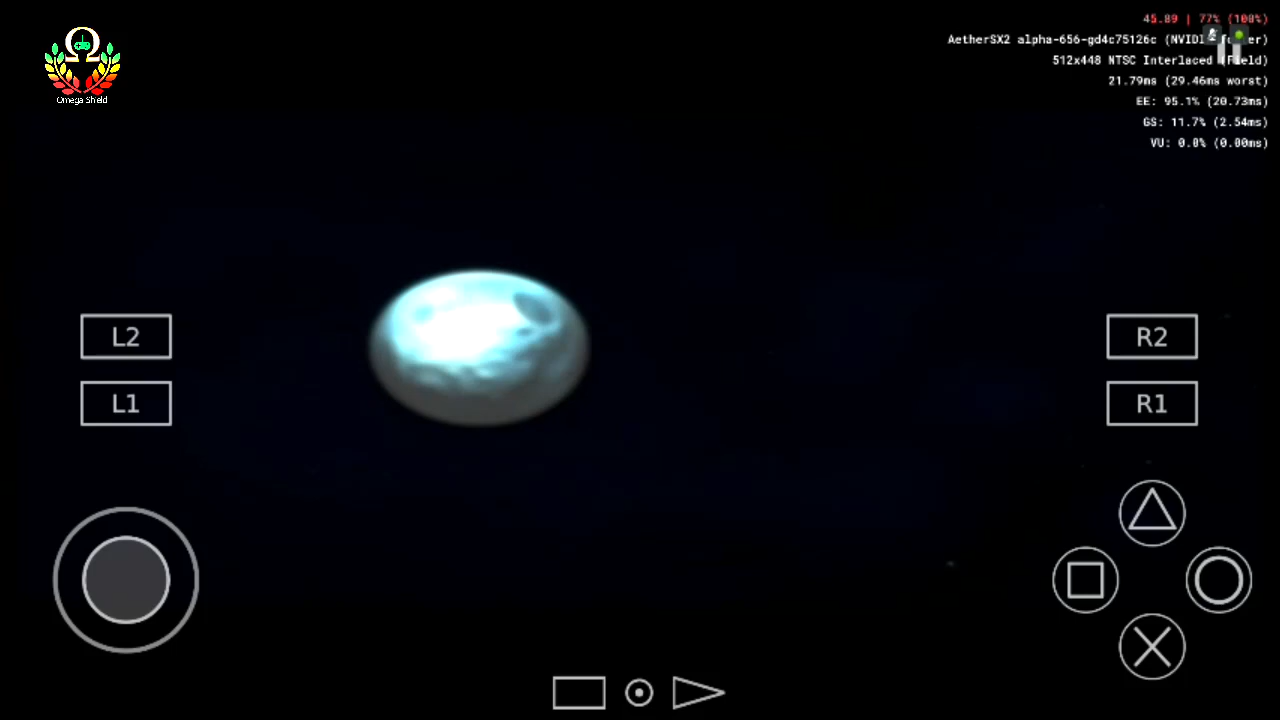 Ω
Omega Shield
45.89 | 77% (108%)
AetherSX2 alpha-656-gd4c75126c
512x448 NTSC Interlaced
21.79ms (29.46ms worst)
EE: 95.1% (20.73ms)
GS: 11.7% (2.54ms)
VU: 0.0% (0.00ms)
L2
R2
L1
R1